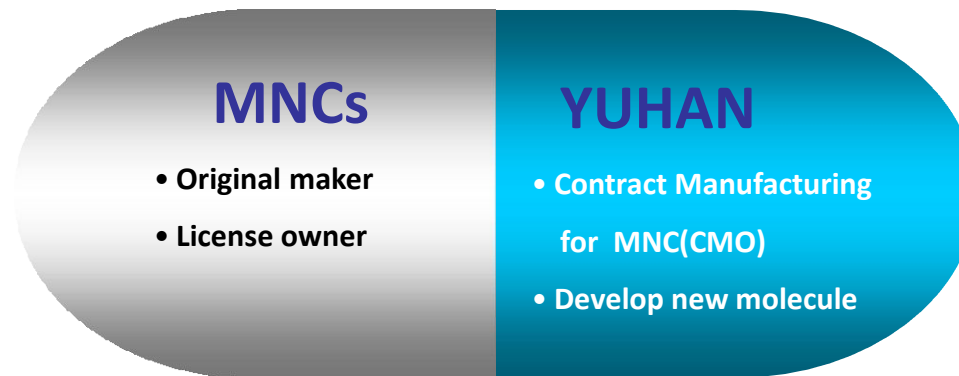 MNCs
• Original maker
• License owner
YUHAN
• Contract Manufacturing
for MNC(CMO)
• Develop new molecule